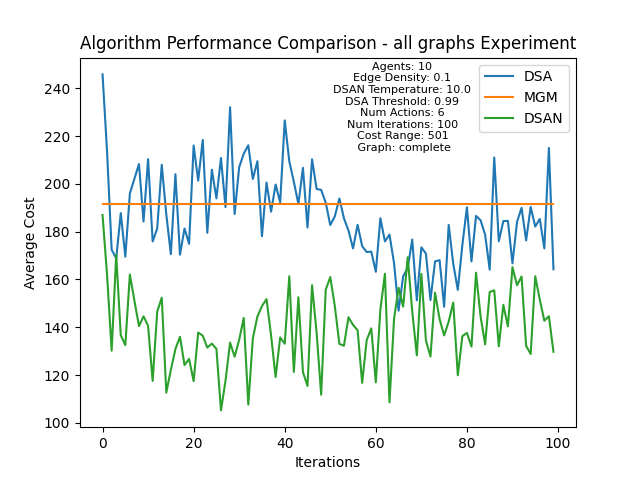 Algorithm Performance Comparison - all graphs Experiment
Agents: 10
Edge Density: 0.1
DSAN Temperature: 10.0
DSA Threshold: 0.99
Num Actions: 6
Num Iterations: 100
Cost Range: 501
Graph: complete
DSA
MGM
DSAN
Average Cost
240
220
200
180
160
140
120
100
0
20
40
60
80
100
Iterations